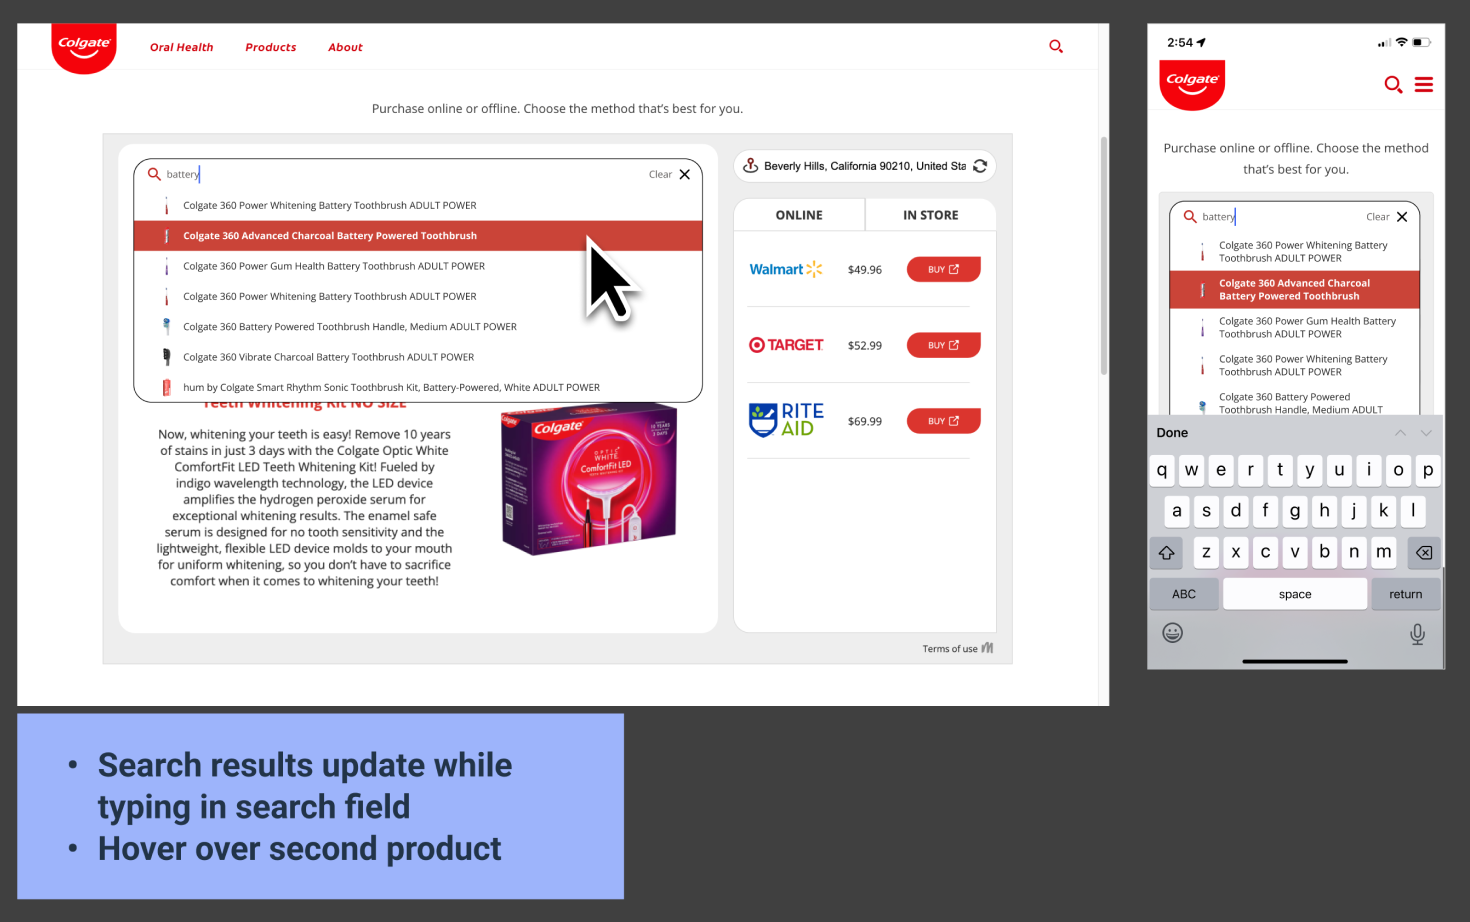 Colgate
Oral Health
Products
About
Purchase online or offline. Choose the method that's best for you.
battery
Clear
Colgate 360 Power Whitening Battery Toothbrush ADULT POWER
Colgate 360 Advanced Charcoal Battery Powered Toothbrush
Colgate 360 Power Gum Health Battery Toothbrush ADULT POWER
Colgate 360 Power Whitening Battery Toothbrush ADULT POWER
Colgate 360 Battery Powered Toothbrush Handle, Medium ADULT POWER
Colgate 360 Vibrate Charcoal Battery Toothbrush ADULT POWER
hum by Colgate Smart Rhythm Sonic Toothbrush Kit, Battery-Powered, White ADULT POWER
Teeth Whitening Kit NO SIZE
Now, whitening your teeth is easy! Remove 10 years
of stains in just 3 days with the Colgate Optic White
ComfortFit LED Teeth Whitening Kit! Fueled by
indigo wavelength technology, the LED device
amplifies the hydrogen peroxide serum for
exceptional whitening results. The enamel safe
serum is designed for no tooth sensitivity and the
lightweight, flexible LED device molds to your mouth
for uniform whitening, so you don't have to sacrifice
comfort when it comes to whitening your teeth!
Colgate
OPTIC
WHITE
ComfortFit LED
Beverly Hills, California 90210, United Sta
ONLINE
IN STORE
Walmart
$49.96
BUY
TARGET
$52.99
BUY
RITE
AID
$69.99
BUY
Terms of use
2:54
Colgate
Purchase online or offline. Choose the method
that's best for you.
battery
Clear
Colgate 360 Power Whitening Battery
Toothbrush ADULT POWER
Colgate 360 Advanced Charcoal
Battery Powered Toothbrush
Colgate 360 Power Gum Health Battery
Toothbrush ADULT POWER
Colgate 360 Power Whitening Battery
Toothbrush ADULT POWER
Colgate 360 Battery Powered
Toothbrush Handle, Medium ADULT
Done
q w e r t y u i o p
a s d f g h j k l
z x c v b n m
ABC
space
return
• Search results update while
typing in search field
• Hover over second product